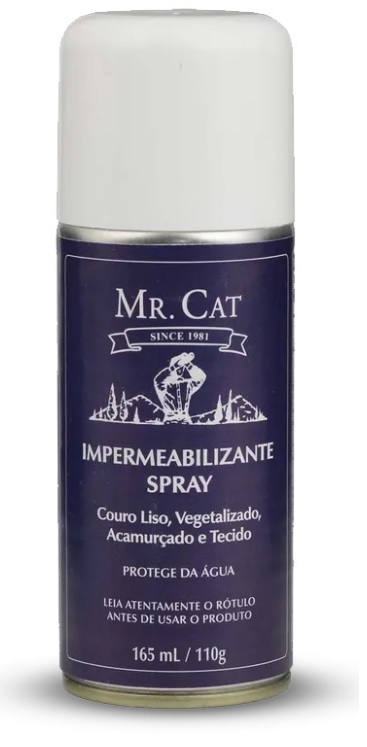 MR. CAT
SINCE 1981
IMPERMEABILIZANTE
SPRAY
Couro Liso, Vegetalizado,
Acamurçado e Tecido
PROTEGE DA ÁGUA
LEIA ATENTAMENTE O RÓTULO
ANTES DE USAR O PRODUTO
165 mL / 110g